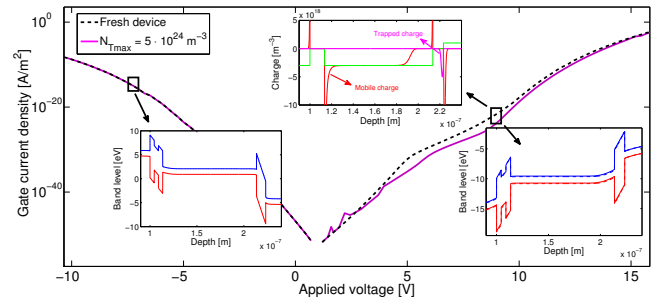 Fresh device
N_Tmax = 5 · 10^24 m^-3
Gate current density [A/m^2]
10^0
10^-20
10^-40
−10
−5
0
5
10
15
Applied voltage [V]
x 10^18
5
0
−5
−10
Charge [m^-3]
Trapped charge
Mobile charge
1
1.2
1.4
1.6
1.8
2
2.2
Depth [m]
x 10^-7
10
5
0
−5
−10
Band level [eV]
1
1.5
2
Depth [m]
x 10^-7
−5
−10
−15
Band level [eV]
1
1.5
2
Depth [m]
x 10^-7